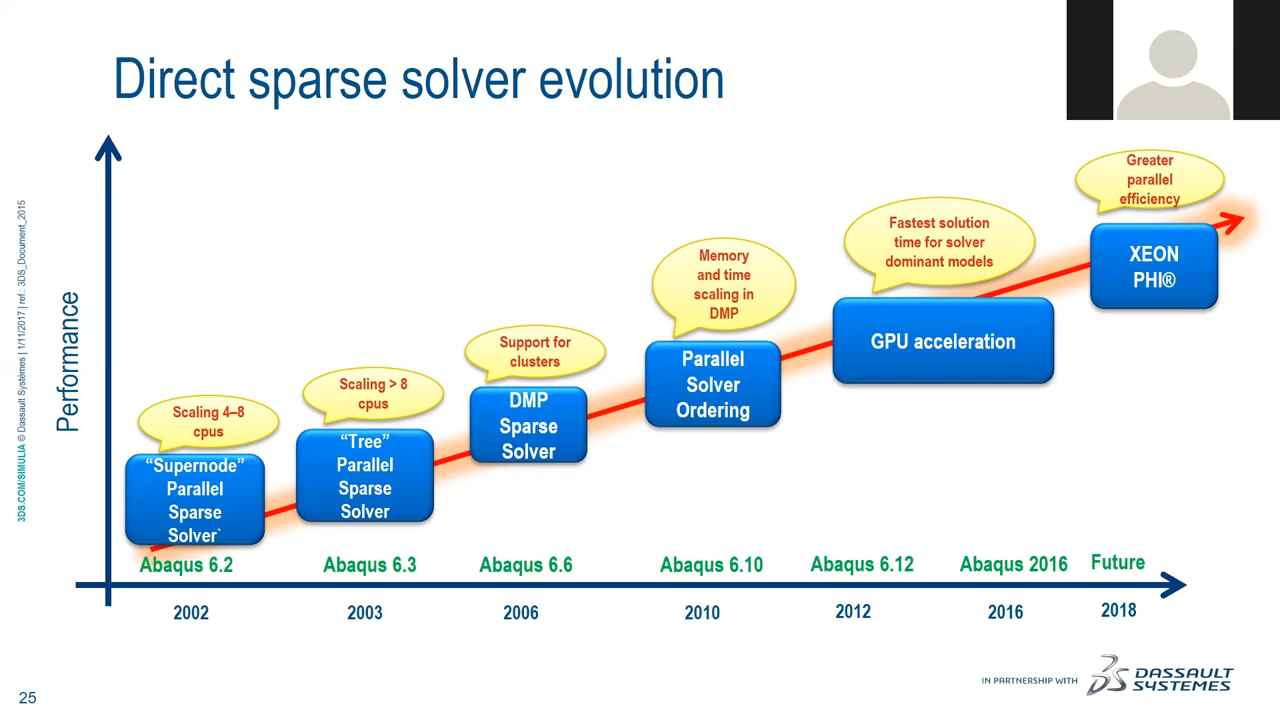 Direct sparse solver evolution
3DS.COM/SIMULIA © Dassault Systèmes | 1/11/2017 | ref.: 3DS_Document_2015
Performance
Scaling 4–8
cpus
“Supernode”
Parallel
Sparse
Solver`
Scaling > 8
cpus
“Tree”
Parallel
Sparse
Solver
Support for
clusters
DMP
Sparse
Solver
Memory
and time
scaling in
DMP
Parallel
Solver
Ordering
Fastest solution
time for solver
dominant models
GPU acceleration
Greater
parallel
efficiency
XEON
PHI®
Abaqus 6.2
Abaqus 6.3
Abaqus 6.6
Abaqus 6.10
Abaqus 6.12
Abaqus 2016
Future
2002
2003
2006
2010
2012
2016
2018
25
IN PARTNERSHIP WITH
DASSAULT
SYSTEMES